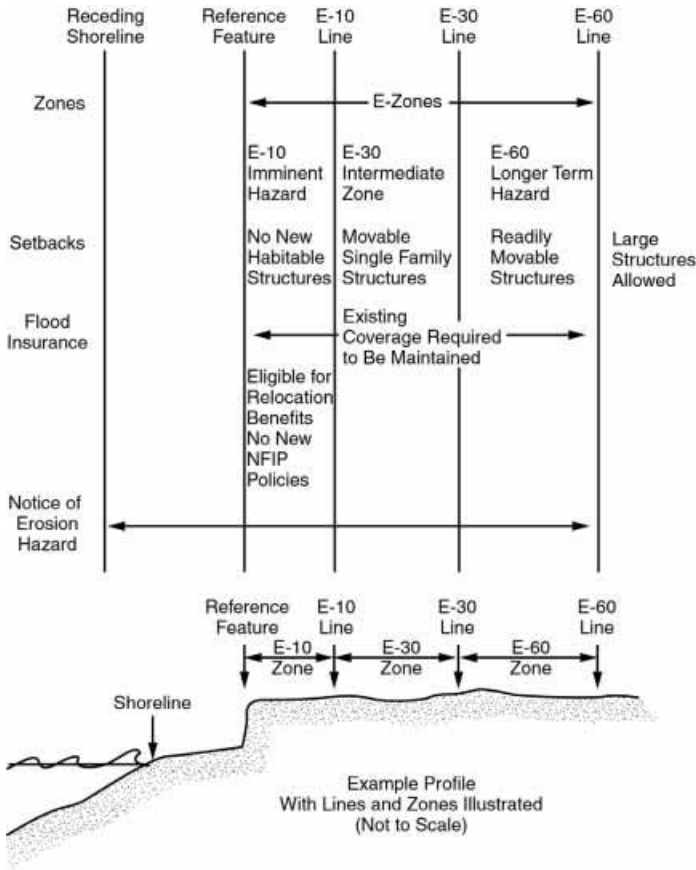 Receding Shoreline
Reference Feature
E-10 Line
E-30 Line
E-60 Line
Zones
E-Zones
E-10
Imminent
Hazard
E-30
Intermediate
Zone
E-60
Longer Term
Hazard
Setbacks
No New
Habitable
Structures
Movable
Single Family
Structures
Readily
Movable
Structures
Large
Structures
Allowed
Flood
Insurance
Existing
Coverage Required
to Be Maintained
Eligible for
Relocation
Benefits
No New
NFIP
Policies
Notice of
Erosion
Hazard
Reference
Feature
E-10
Line
E-30
Line
E-60
Line
E-10
Zone
E-30
Zone
E-60
Zone
Shoreline
Example Profile
With Lines and Zones Illustrated
(Not to Scale)